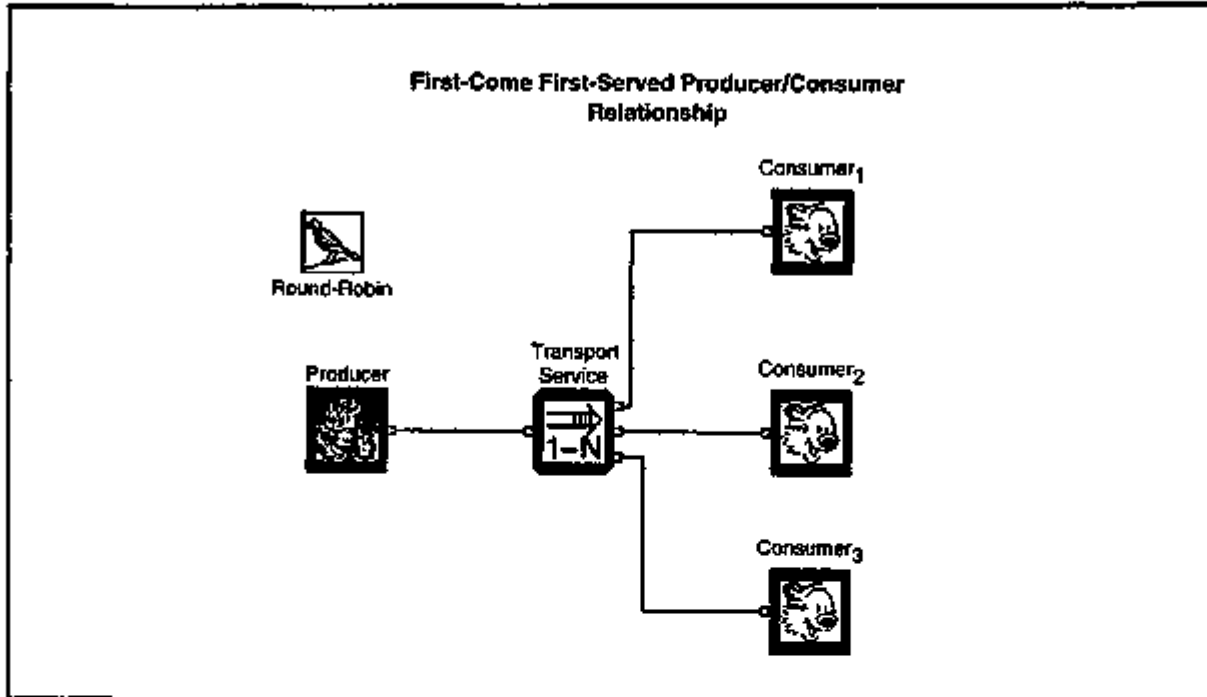 First-Come First-Served Producer/Consumer
Relationship
Consumer1
Round-Robin
Transport
Service
Producer
Consumer2
1-N
Consumer3